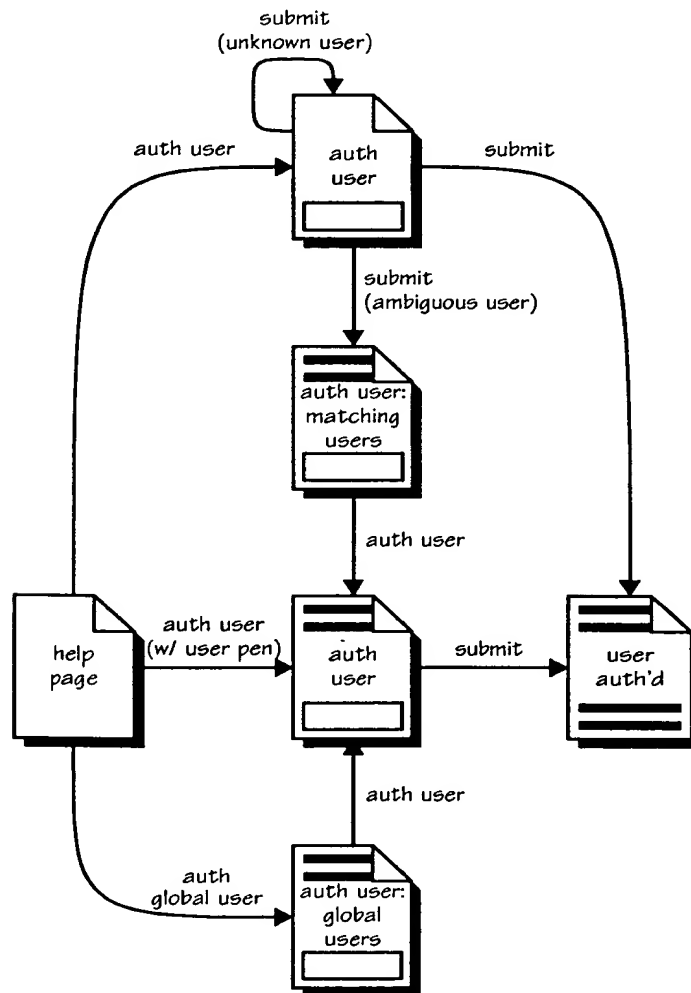 submit
(unknown user)
auth user
auth
user
submit
submit
(ambiguous user)
auth user:
matching
users
auth user
help
page
auth user
(w/ user pen)
auth
user
submit
user
auth'd
auth user
auth
global user
auth user:
global
users